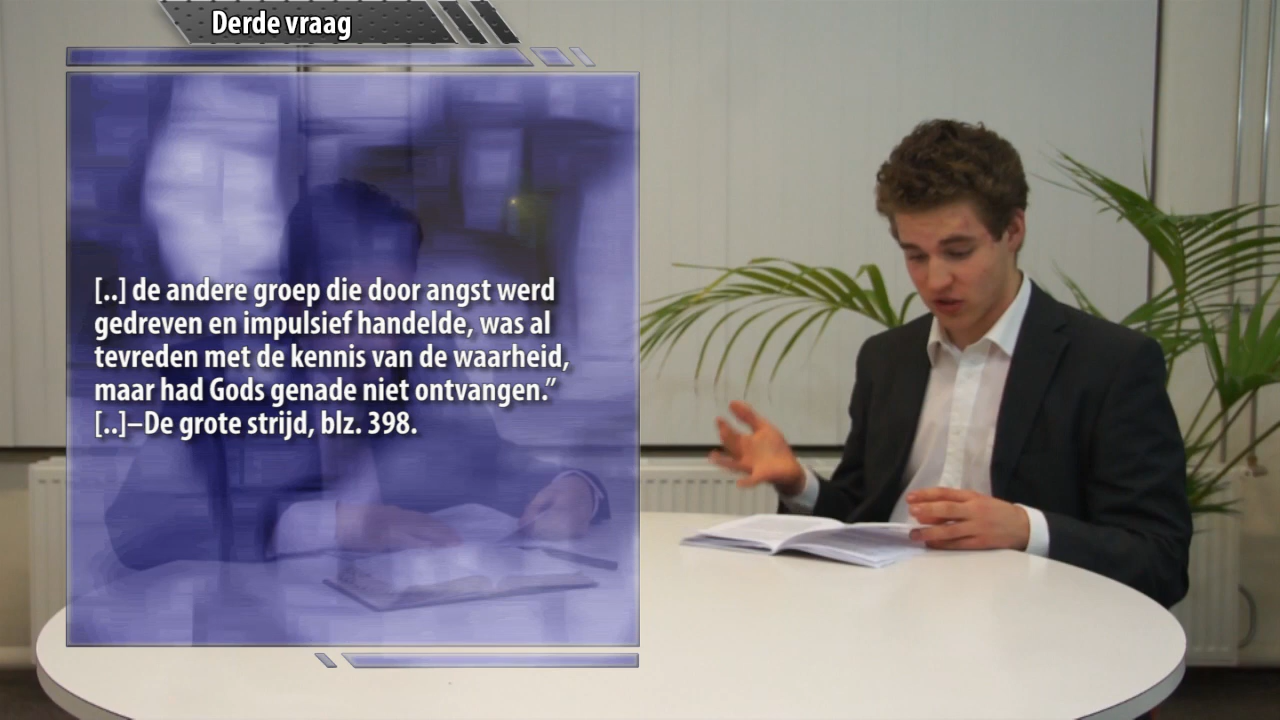 Derde vraag
[..] de andere groep die door angst werd
gedreven en impulsief handelde, was al
tevreden met de kennis van de waarheid,
maar had Gods genade niet ontvangen.”
[..]–De grote strijd, blz. 398.